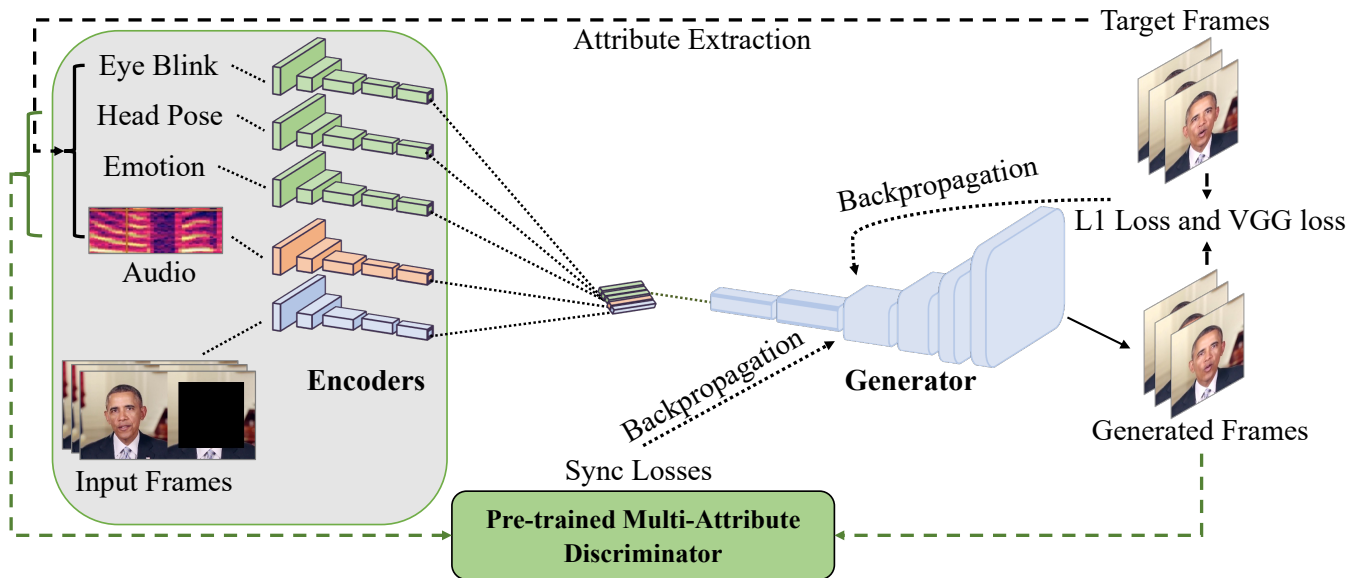 Target Frames
Attribute Extraction
Eye Blink
Head Pose
Emotion
Audio
Input Frames
Encoders
Backpropagation
L1 Loss and VGG loss
Generator
Backpropagation
Generated Frames
Sync Losses
Pre-trained Multi-Attribute
Discriminator